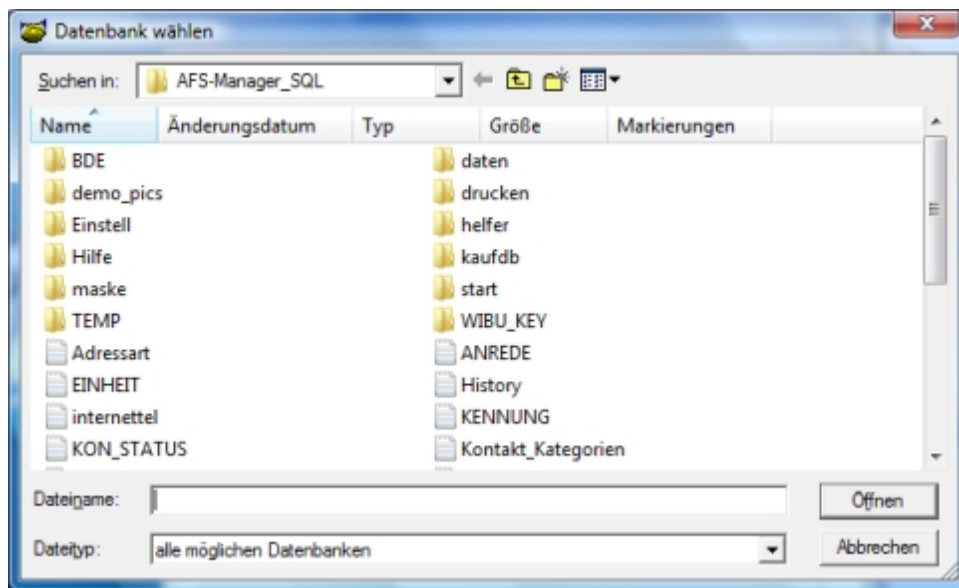 Datenbank wählen
Suchen in: AFS-Manager_SQL
Name Änderungsdatum Typ Größe Markierungen
BDE daten
demo_pics drucken
Einstell helfer
Hilfe kaufdb
maske start
TEMP WIBU_KEY
Adressart ANREDE
EINHEIT History
internettel KENNUNG
KON_STATUS Kontakt_Kategorien
Dateiname: Öffnen
Dateityp: alle möglichen Datenbanken Abbrechen